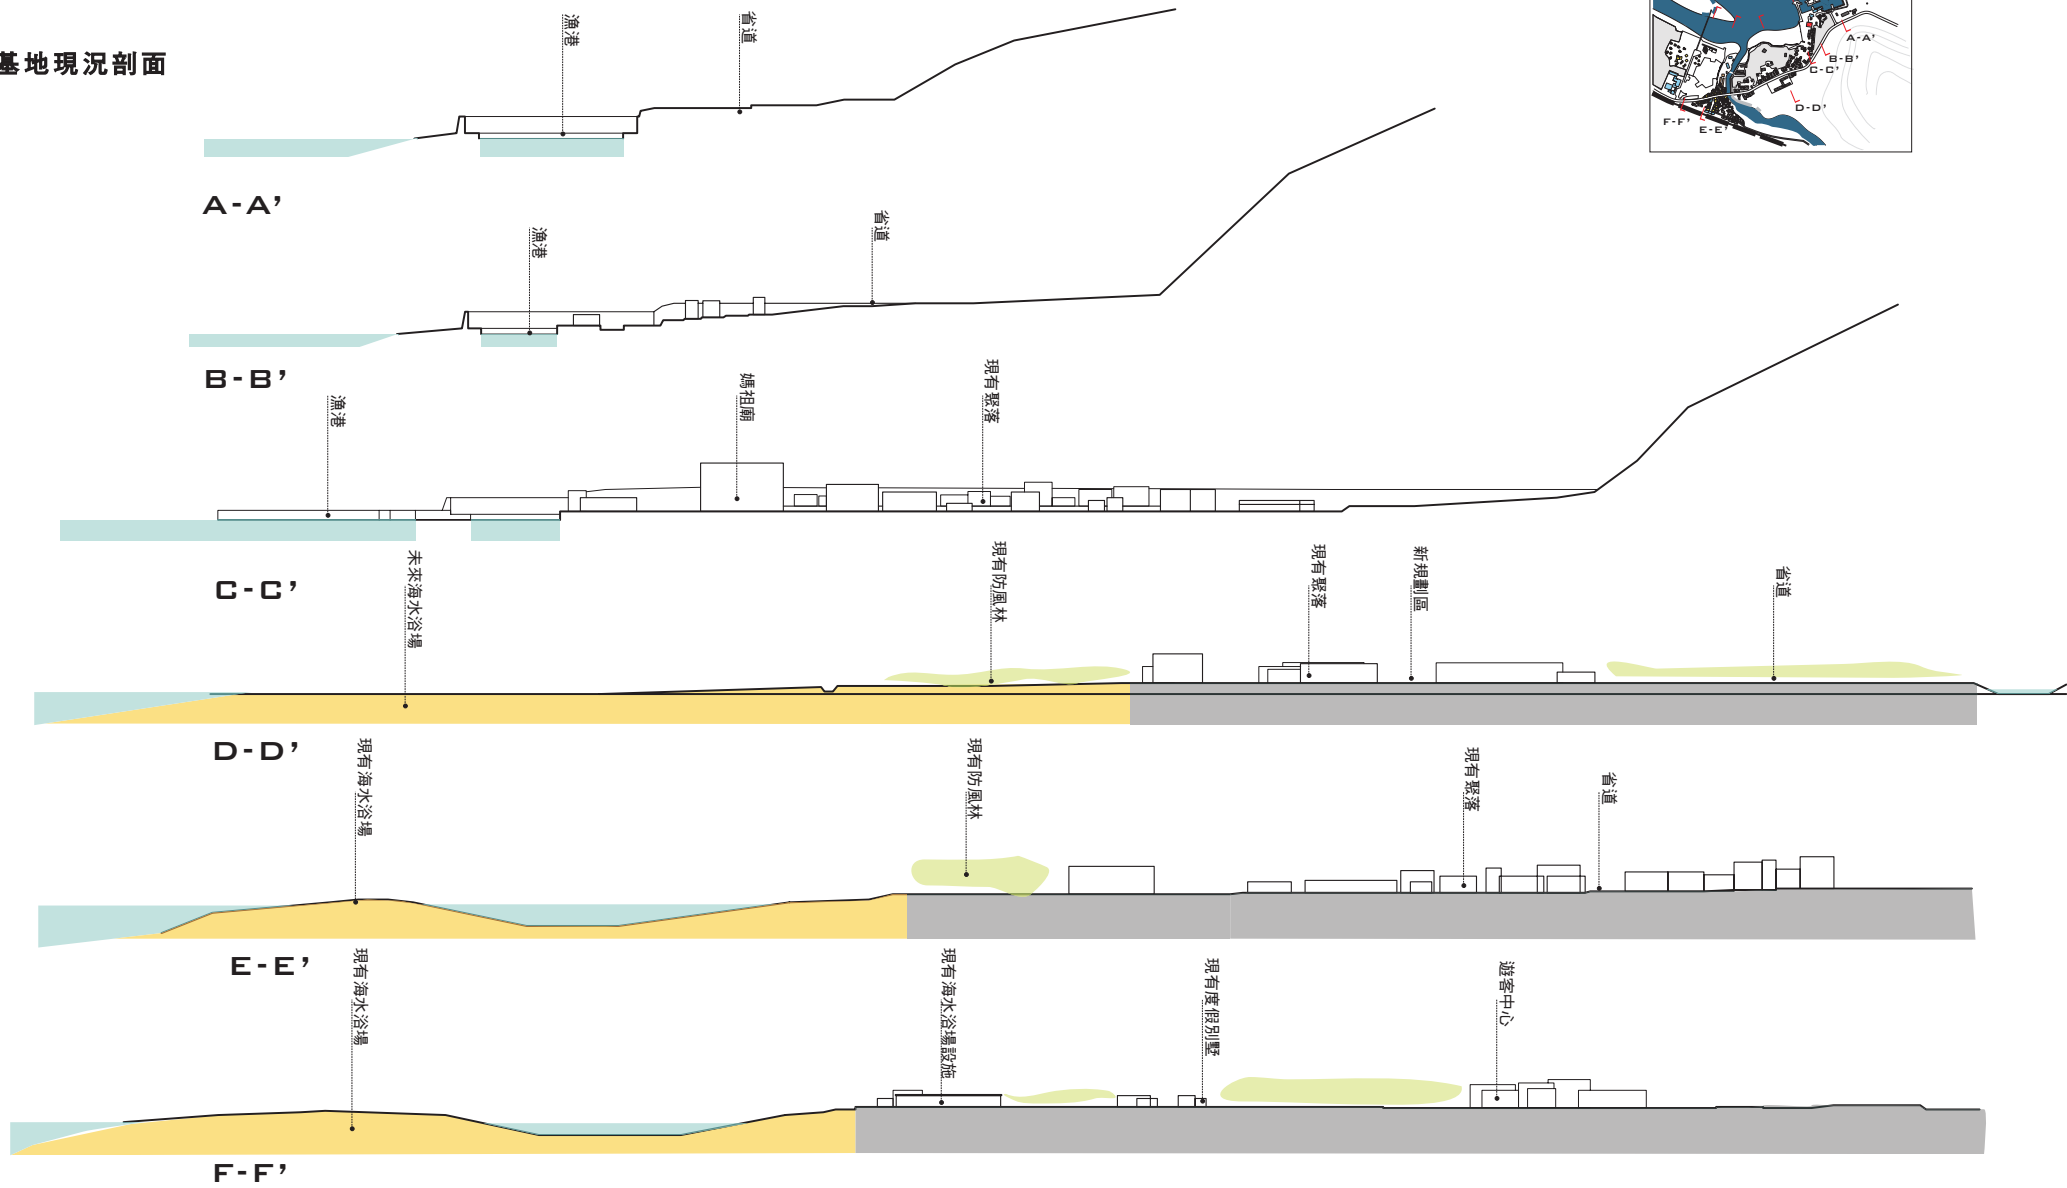 基地現況剖面
漁港
省道
A-A'
B-B'
C-C'
D-D'
E-E'
F-F'
A-A'
漁港
省道
B-B'
漁港
媽祖廟
現有聚落
C-C'
未來海水浴場
現有防風林
現有聚落
新規劃區
省道
D-D'
現有海水浴場
現有防風林
現有聚落
省道
E-E'
現有海水浴場
現有海水浴場設施
現有度假別墅
遊客中心
F-F'